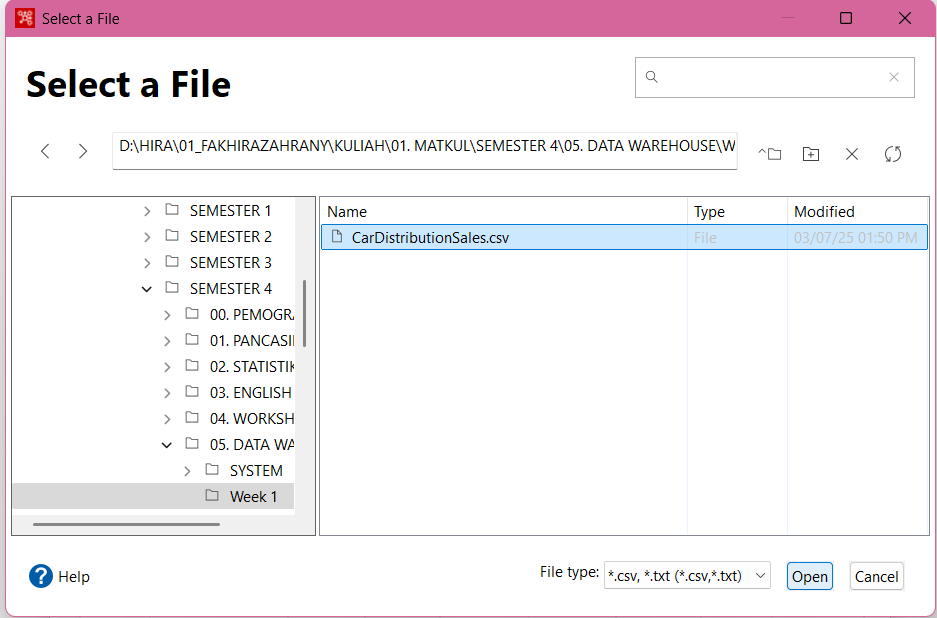 Select a File
Select a File
D:\HIRA\01_FAKHIRAZAHRANY\KULIAH\01. MATKUL\SEMESTER 4\05. DATA WAREHOUSE\W
SEMESTER 1
SEMESTER 2
SEMESTER 3
SEMESTER 4
00. PEMOGRA
01. PANCASI
02. STATISTIK
03. ENGLISH
04. WORKSH
05. DATA WA
SYSTEM
Week 1
Name Type Modified
CarDistributionSales.csv File 03/07/25 01:50 PM
? Help
File type: *.csv, *.txt (*.csv,*.txt) Open Cancel